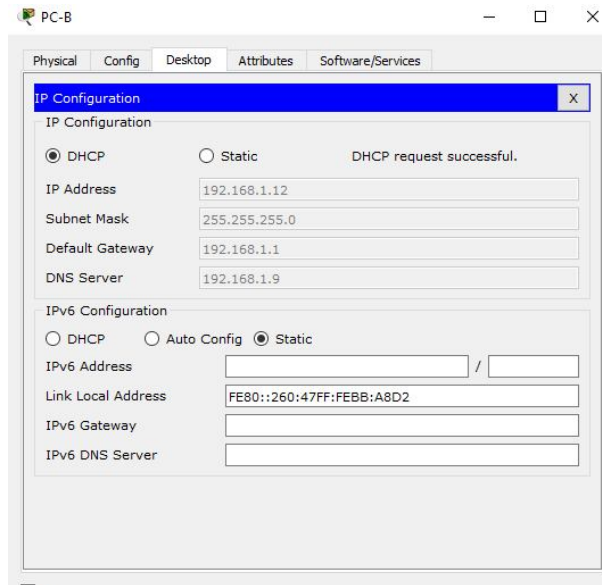 PC-B
Physical Config Desktop Attributes Software/Services
IP Configuration X
IP Configuration
DHCP Static DHCP request successful.
IP Address 192.168.1.12
Subnet Mask 255.255.255.0
Default Gateway 192.168.1.1
DNS Server 192.168.1.9
IPv6 Configuration
DHCP Auto Config Static
IPv6 Address /
Link Local Address FE80::260:47FF:FEBB:A8D2
IPv6 Gateway
IPv6 DNS Server